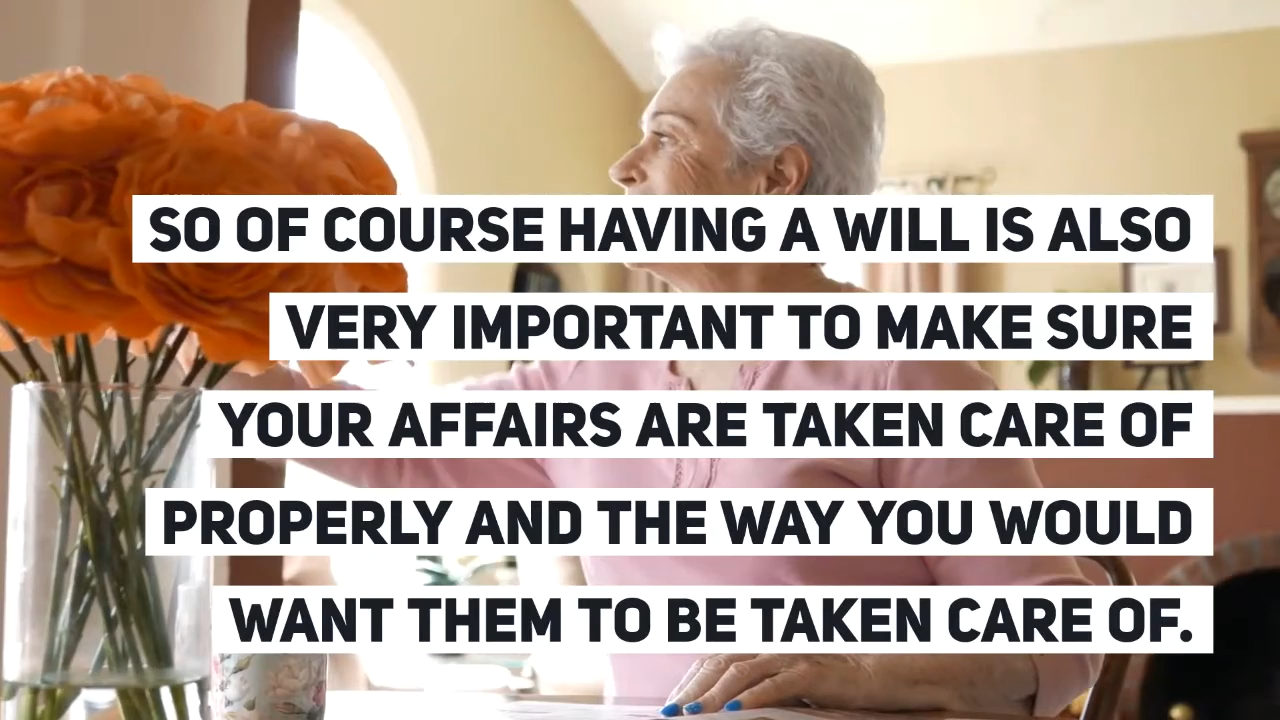 SO OF COURSE HAVING A WILL IS ALSO
VERY IMPORTANT TO MAKE SURE
YOUR AFFAIRS ARE TAKEN CARE OF
PROPERLY AND THE WAY YOU WOULD
WANT THEM TO BE TAKEN CARE OF.